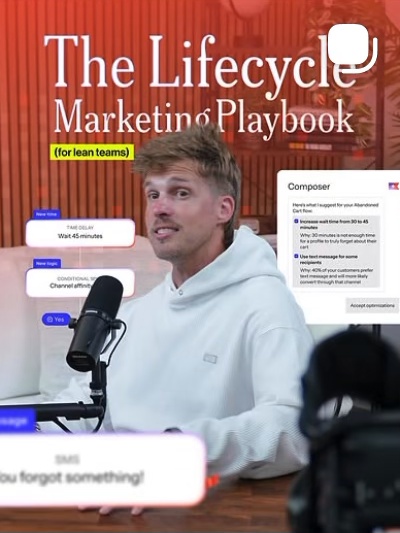 The Lifecycle
Marketing Playbook
(for lean teams)
Composer
Here's what I suggest for your Abandoned
Cart flow:
Increase wait time from 30 to 45
minutes
Why: 30 minutes is not enough time
for a profile to truly forget about their
cart
Use text message for some
recipients
Why: 40% of your customers prefer
text message and will more likely
convert through that channel
Accept optimizations
New time
TIME DELAY
Wait 45 minutes
New logic
CONDITIONAL
Channel affinity
Yes
SMS
You forgot something!